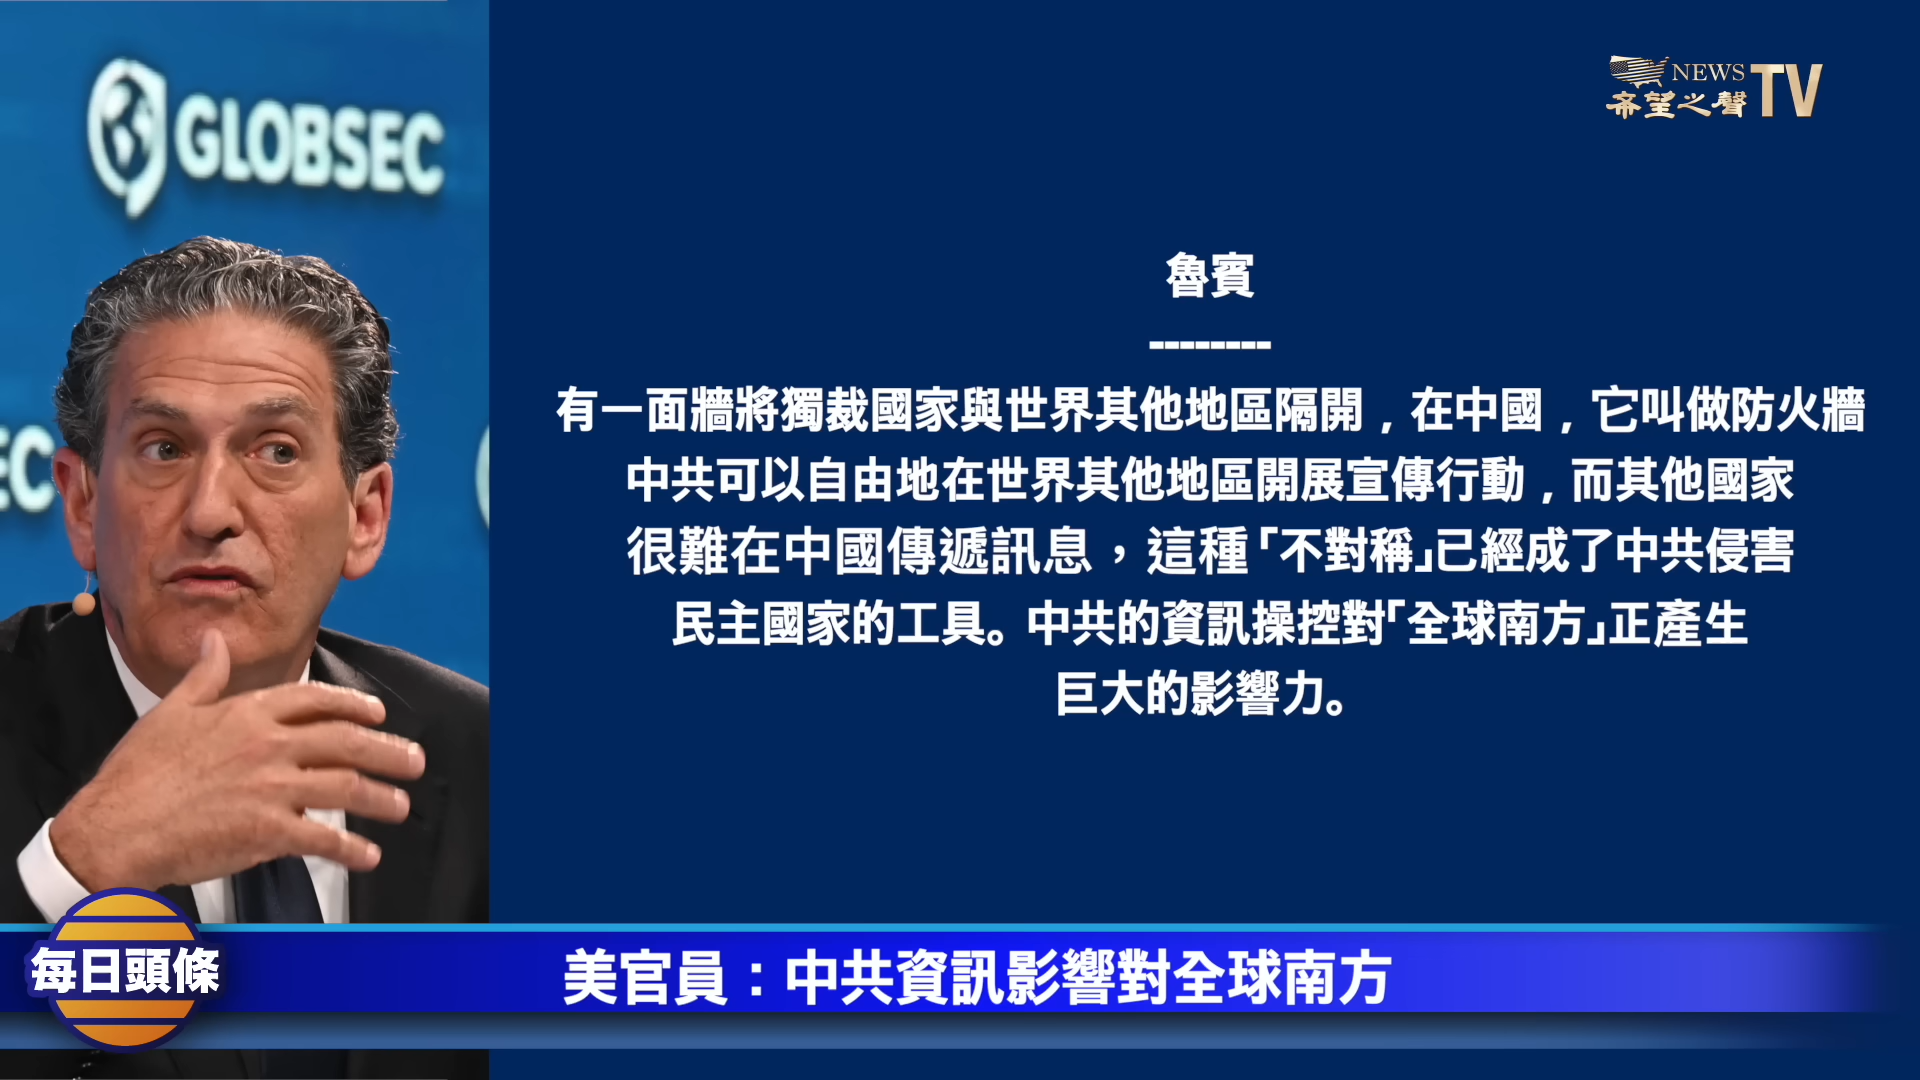 GLOBSEC
EC
NEWS
希望之聲TV
魯賓
--------
有一面牆將獨裁國家與世界其他地區隔開，在中國，它叫做防火牆
中共可以自由地在世界其他地區開展宣傳行動，而其他國家
很難在中國傳遞訊息，這種「不對稱」已經成了中共侵害
民主國家的工具。中共的資訊操控對「全球南方」正產生
巨大的影響力。
每日頭條
美官員：中共資訊影響對全球南方